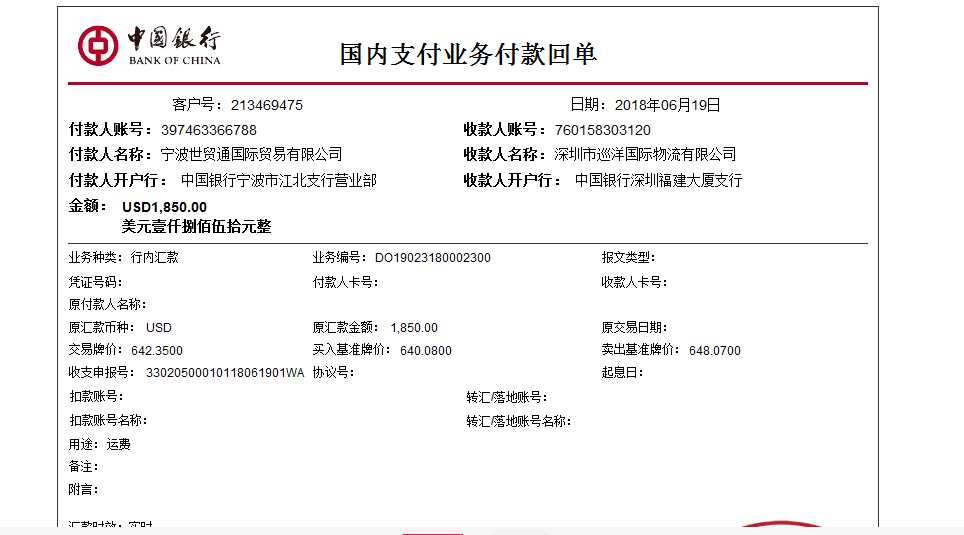 中国银行
BANK OF CHINA
国内支付业务付款回单
客户号：213469475 日期：2018年06月19日
付款人账号：397463366788 收款人账号：760158303120
付款人名称：宁波世贸通国际贸易有限公司 收款人名称：深圳市巡洋国际物流有限公司
付款人开户行： 中国银行宁波市江北支行营业部 收款人开户行： 中国银行深圳福建大厦支行
金额： USD1,850.00
美元壹仟捌佰伍拾元整
业务种类：行内汇款 业务编号：DO19023180002300 报文类型：
凭证号码： 付款人卡号： 收款人卡号：
原付款人名称：
原汇款币种： USD 原汇款金额： 1,850.00 原交易日期：
交易牌价：642.3500 买入基准牌价：640.0800 卖出基准牌价：648.0700
收支申报号： 33020500010118061901WA 协议号： 起息日：
扣款账号： 转汇/落地账号：
扣款账号名称： 转汇/落地账号名称：
用途：运费
备注：
附言：
汇款时效：实时